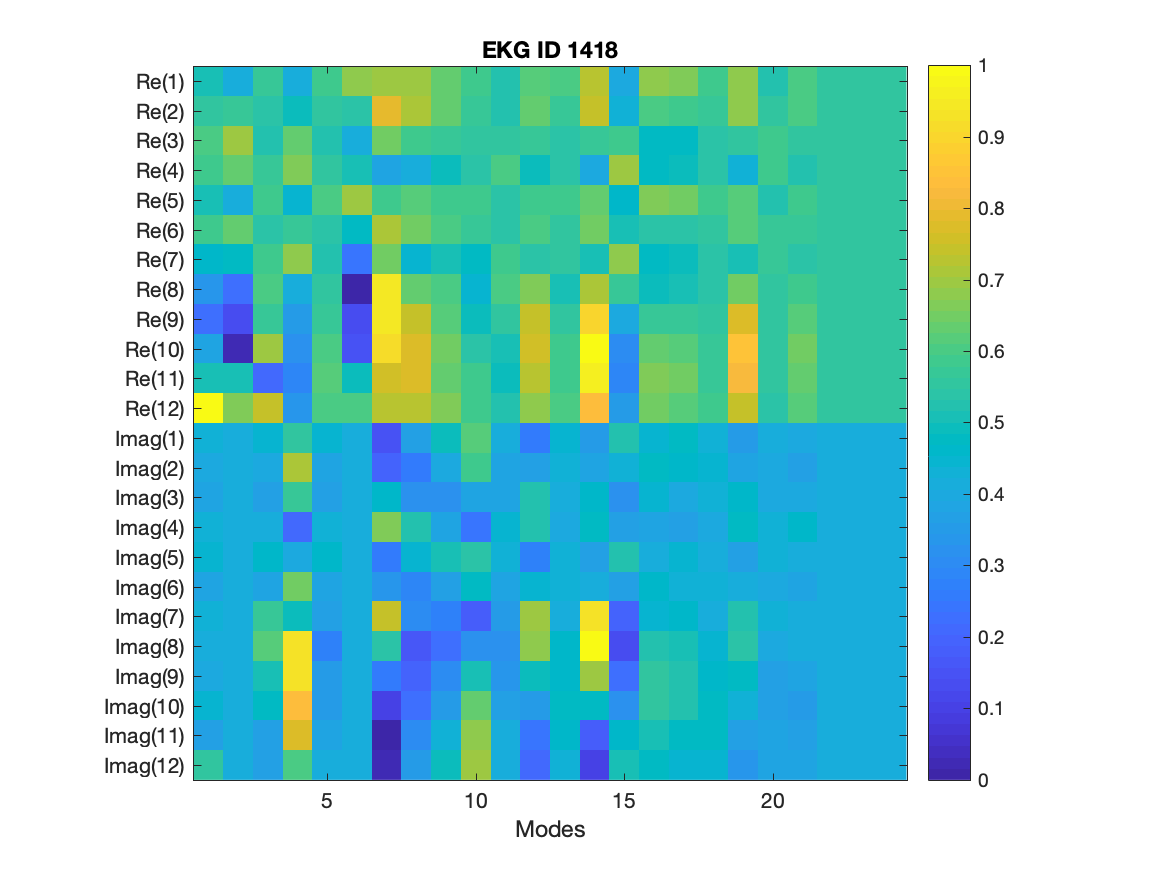 EKG ID 1418
Re(1)
Re(2)
Re(3)
Re(4)
Re(5)
Re(6)
Re(7)
Re(8)
Re(9)
Re(10)
Re(11)
Re(12)
Imag(1)
Imag(2)
Imag(3)
Imag(4)
Imag(5)
Imag(6)
Imag(7)
Imag(8)
Imag(9)
Imag(10)
Imag(11)
Imag(12)
5 10 15 20
Modes
1
0.9
0.8
0.7
0.6
0.5
0.4
0.3
0.2
0.1
0